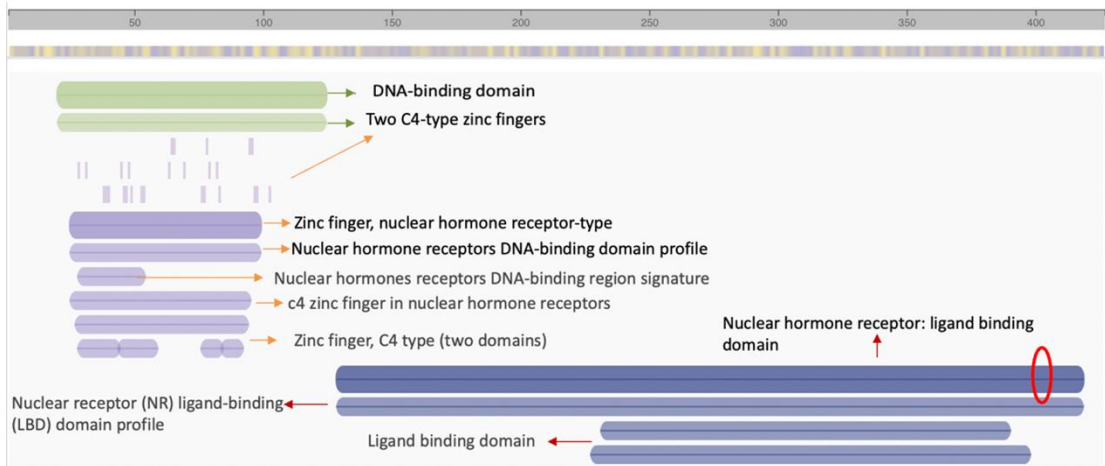 50 100 150 200 250 300 350 400
DNA-binding domain
Two C4-type zinc fingers
Zinc finger, nuclear hormone receptor-type
Nuclear hormone receptors DNA-binding domain profile
Nuclear hormones receptors DNA-binding region signature
c4 zinc finger in nuclear hormone receptors
Zinc finger, C4 type (two domains)
Nuclear hormone receptor: ligand binding
domain
Nuclear receptor (NR) ligand-binding
(LBD) domain profile
Ligand binding domain